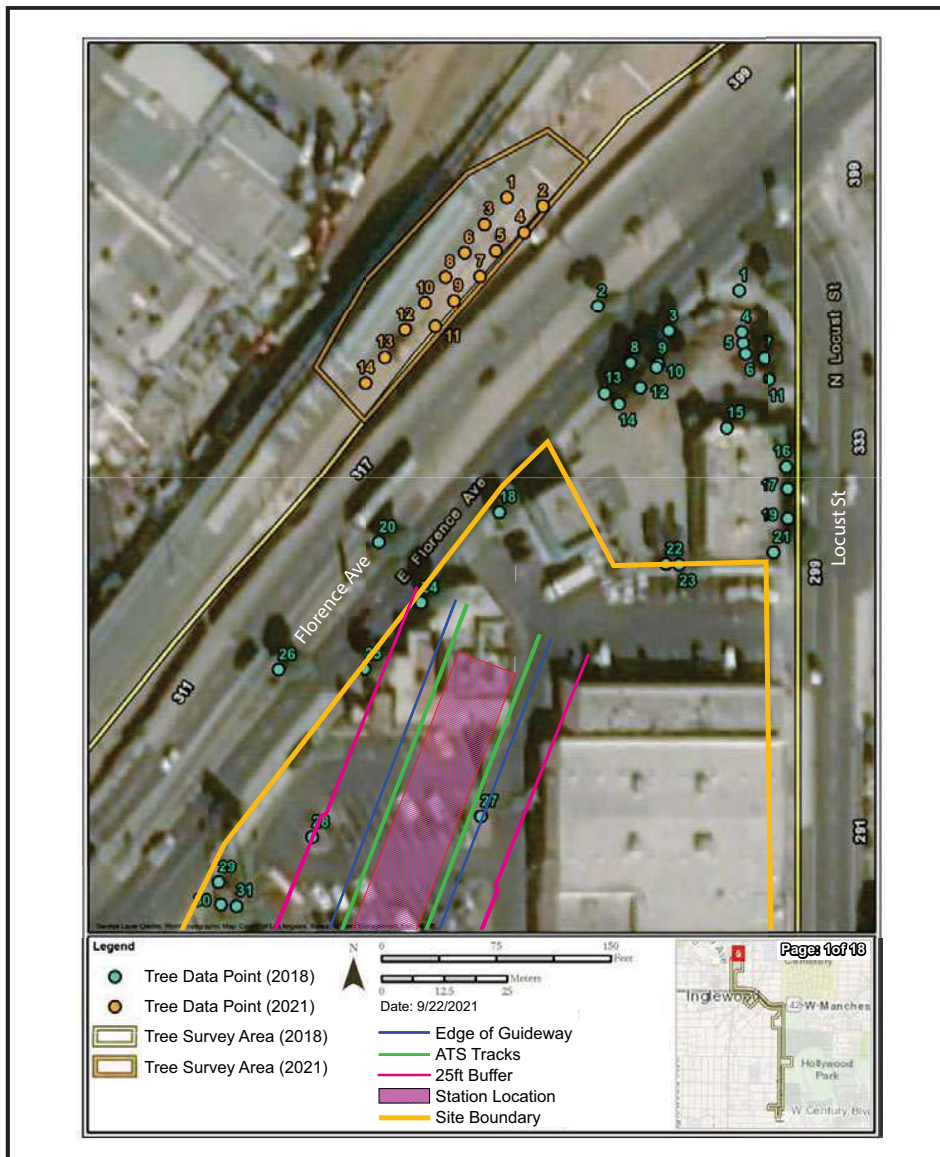 309
399
1
2
3
4
5
6
7
8
9
10
11
12
13
14
1
2
3
4
5
6
7
8
9
10
11
12
13
14
15
16
17
18
19
20
21
22
23
24
25
26
27
28
29
30
31
N Locust St
333
Locust St
299
291
317
E Florence Ave
Florence Ave
311
Legend
Tree Data Point (2018)
Tree Data Point (2021)
Tree Survey Area (2018)
Tree Survey Area (2021)
N
0 75 150
Feet
Meters
0 12.5 25
Date: 9/22/2021
Edge of Guideway
ATS Tracks
25ft Buffer
Station Location
Site Boundary
Page: 1of 18
Cemetery
Inglewood
42
W Manches
Hollywood
Park
W Century Blv